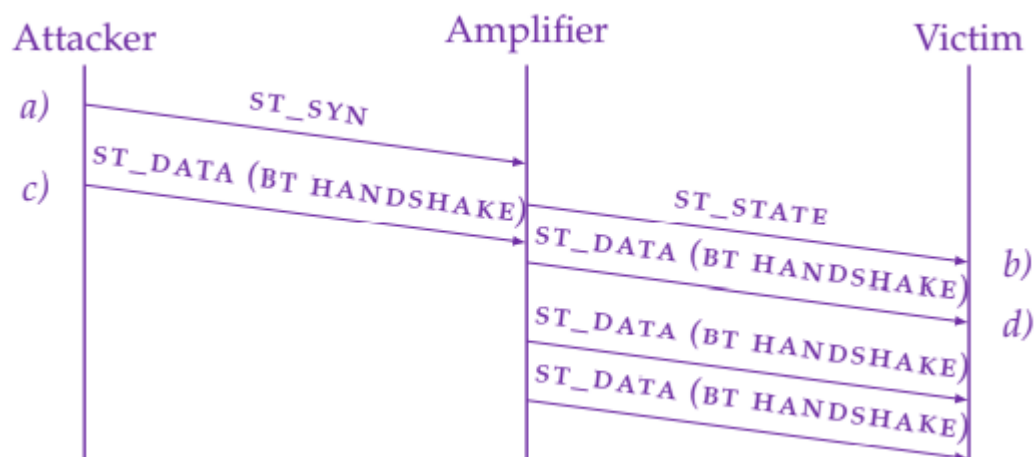 Attacker
Amplifier
Victim
a)
ST_SYN
ST_DATA (BT HANDSHAKE)
c)
ST_STATE
b)
ST_DATA (BT HANDSHAKE)
d)
ST_DATA (BT HANDSHAKE)
ST_DATA (BT HANDSHAKE)